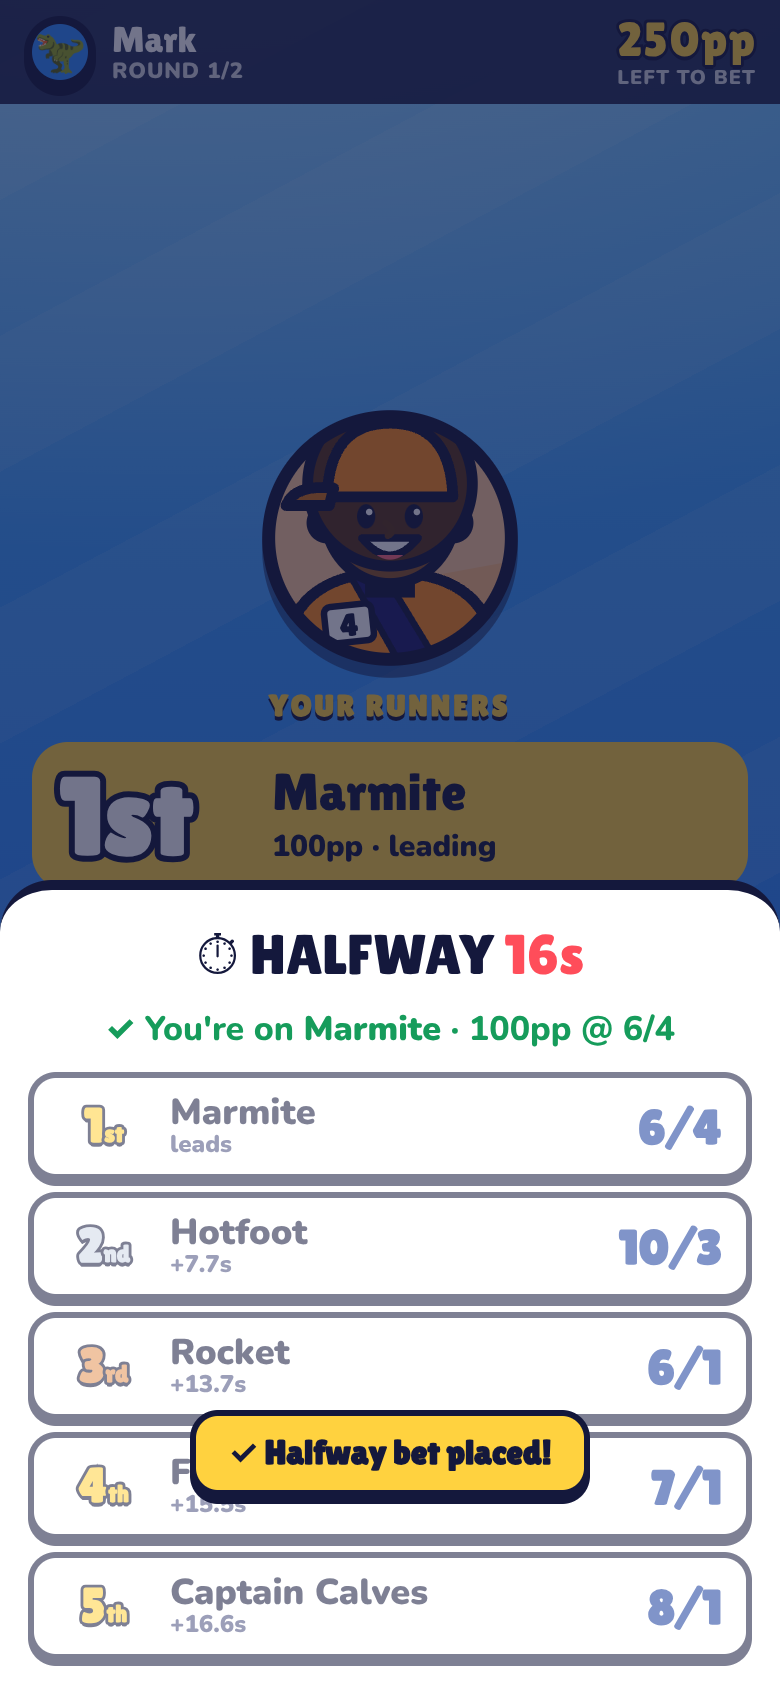 Mark
ROUND 1/2
250pp
LEFT TO BET
4
YOUR RUNNERS
1st
Marmite
100pp · leading
HALFWAY 16s
✓ You're on Marmite · 100pp @ 6/4
1st
Marmite
leads
6/4
2nd
Hotfoot
+7.7s
10/3
3rd
Rocket
+13.7s
6/1
✓ Halfway bet placed!
4th
+15.5s
7/1
5th
Captain Calves
+16.6s
8/1